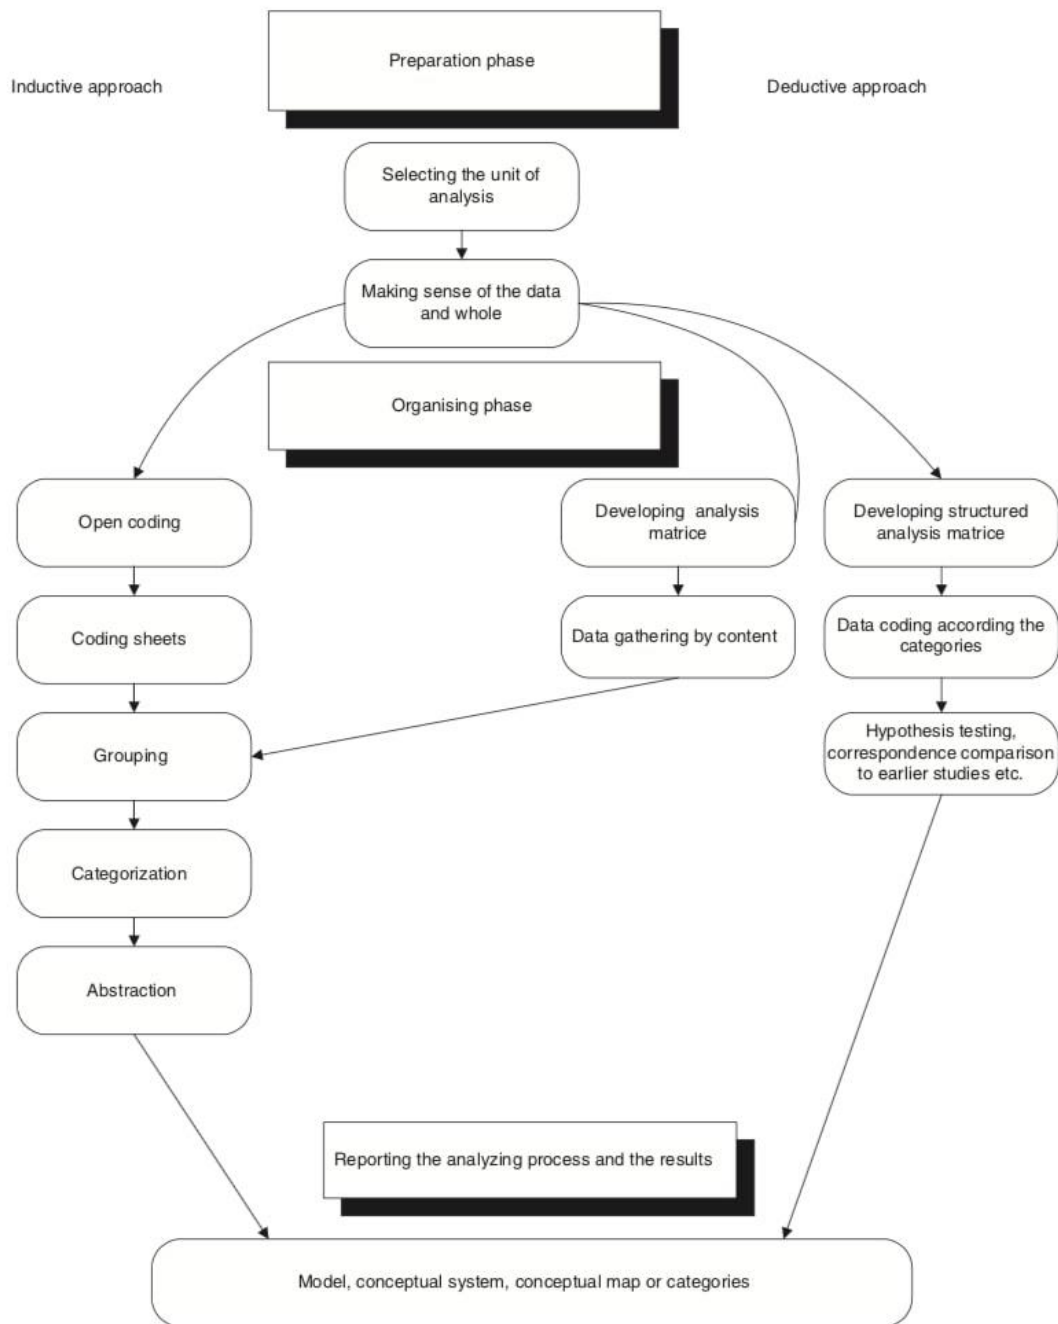 Preparation phase
Inductive approach
Deductive approach
Selecting the unit of
analysis
Making sense of the data
and whole
Organising phase
Open coding
Developing analysis
matrice
Developing structured
analysis matrice
Coding sheets
Data gathering by content
Data coding according the
categories
Grouping
Hypothesis testing,
correspondence comparison
to earlier studies etc.
Categorization
Abstraction
Reporting the analyzing process and the results
Model, conceptual system, conceptual map or categories